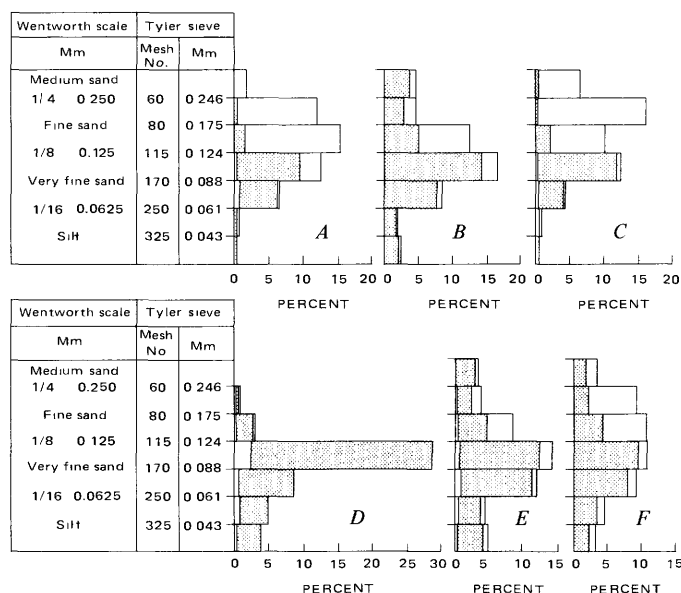 Wentworth scale Tyler sieve
Mm Mesh No. Mm
Medium sand
1/4 0 250 60 0 246
Fine sand 80 0 175
1/8 0.125 115 0 124
Very fine sand 170 0 088
1/16 0.0625 250 0 061
Silt 325 0 043
A B C
0 5 10 15 20 0 5 10 15 0 5 10 15 20
PERCENT PERCENT PERCENT
Wentworth scale Tyler sieve
Mm Mesh No Mm
Medium sand
1/4 0.250 60 0 246
Fine sand 80 0 175
1/8 0 125 115 0 124
Very fine sand 170 0 088
1/16 0.0625 250 0 061
Silt 325 0 043
D E F
0 5 10 15 20 25 30 0 5 10 15 0 5 10 15
PERCENT PERCENT PERCENT